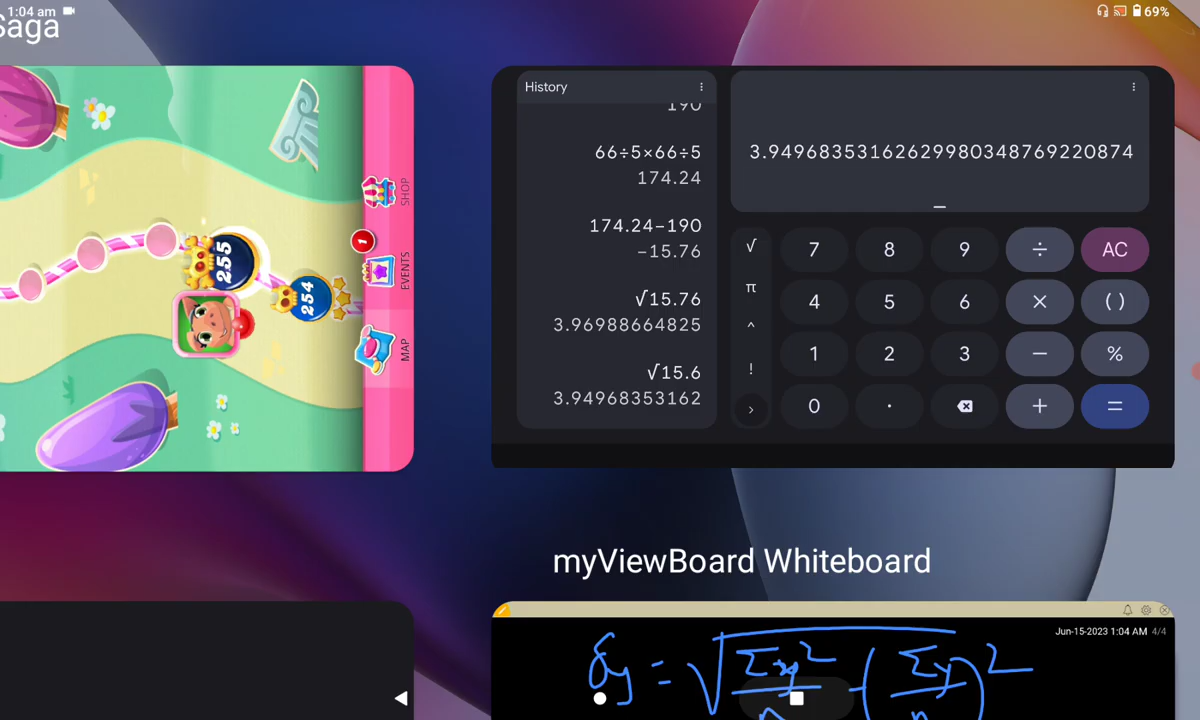 1:04 am
69%
Saga
255
254
1
SHOP
EVENTS
MAP
History
190
66÷5×66÷5
174.24
174.24−190
−15.76
√15.76
3.96988664825
√15.6
3.94968353162
3.94968353162629980348769220874
√ 7 8 9 ÷ AC
π 4 5 6 × ( )
^ 1 2 3 − %
! 0 . + =
myViewBoard Whiteboard
Jun-15-2023 1:04 AM 4/4